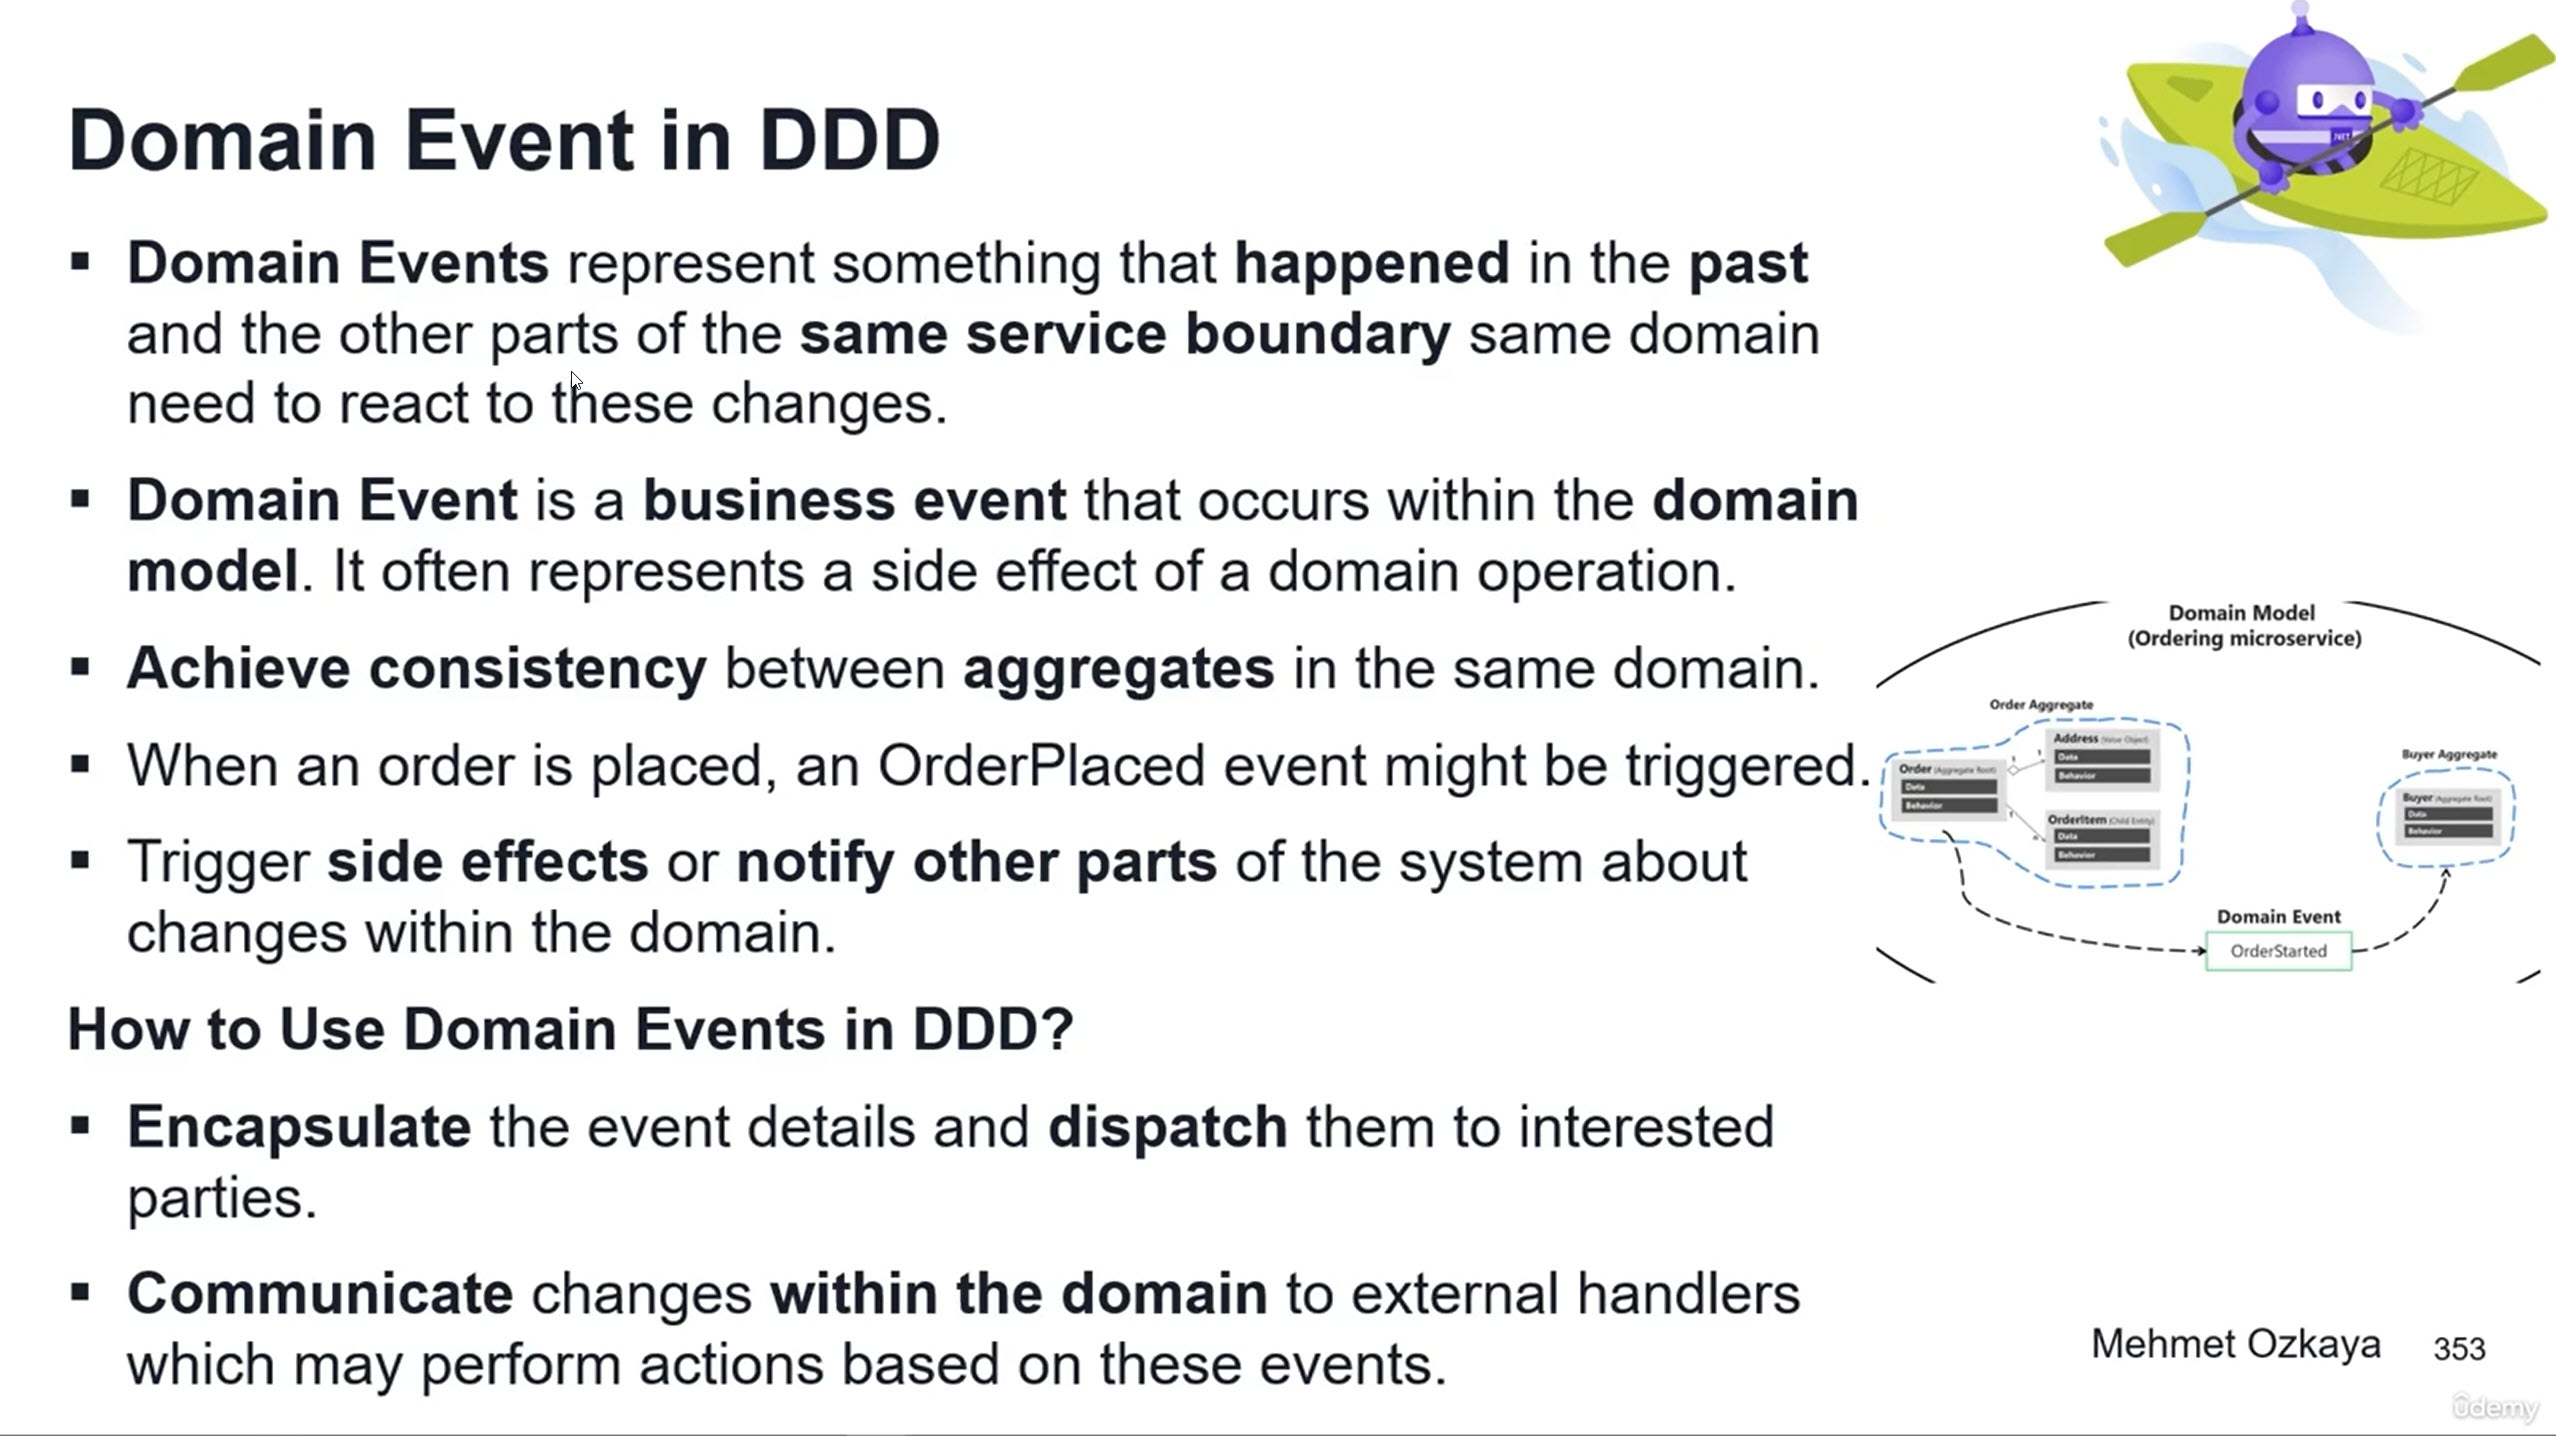 Domain Event in DDD
▪ Domain Events represent something that happened in the past
and the other parts of the same service boundary same domain
need to react to these changes.
▪ Domain Event is a business event that occurs within the domain
model. It often represents a side effect of a domain operation.
▪ Achieve consistency between aggregates in the same domain.
▪ When an order is placed, an OrderPlaced event might be triggered.
▪ Trigger side effects or notify other parts of the system about
changes within the domain.
How to Use Domain Events in DDD?
▪ Encapsulate the event details and dispatch them to interested
parties.
▪ Communicate changes within the domain to external handlers
which may perform actions based on these events.
.NET
Domain Model
(Ordering microservice)
Order Aggregate
Order (Aggregate Root)
Data
Behavior
Address (Value Object)
Data
Behavior
OrderItem (Child Entity)
Data
Behavior
Buyer Aggregate
Buyer (Aggregate Root)
Data
Behavior
Domain Event
OrderStarted
Mehmet Ozkaya 353
ûdemy